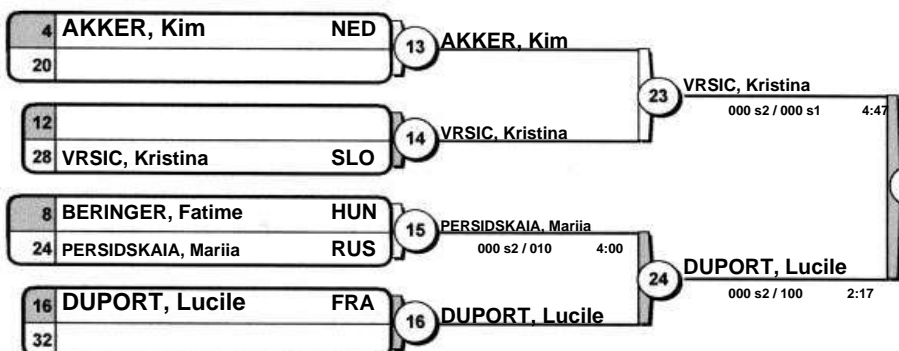 4 AKKER, Kim NED
20
13 AKKER, Kim
12
28 VRSIC, Kristina SLO
14 VRSIC, Kristina
23 VRSIC, Kristina
000 s2 / 000 s1 4:47
8 BERINGER, Fatime HUN
24 PERSIDSKAIA, Mariia RUS
15 PERSIDSKAIA, Mariia
000 s2 / 010 4:00
16 DUPORT, Lucile FRA
32
16 DUPORT, Lucile
24 DUPORT, Lucile
000 s2 / 100 2:17